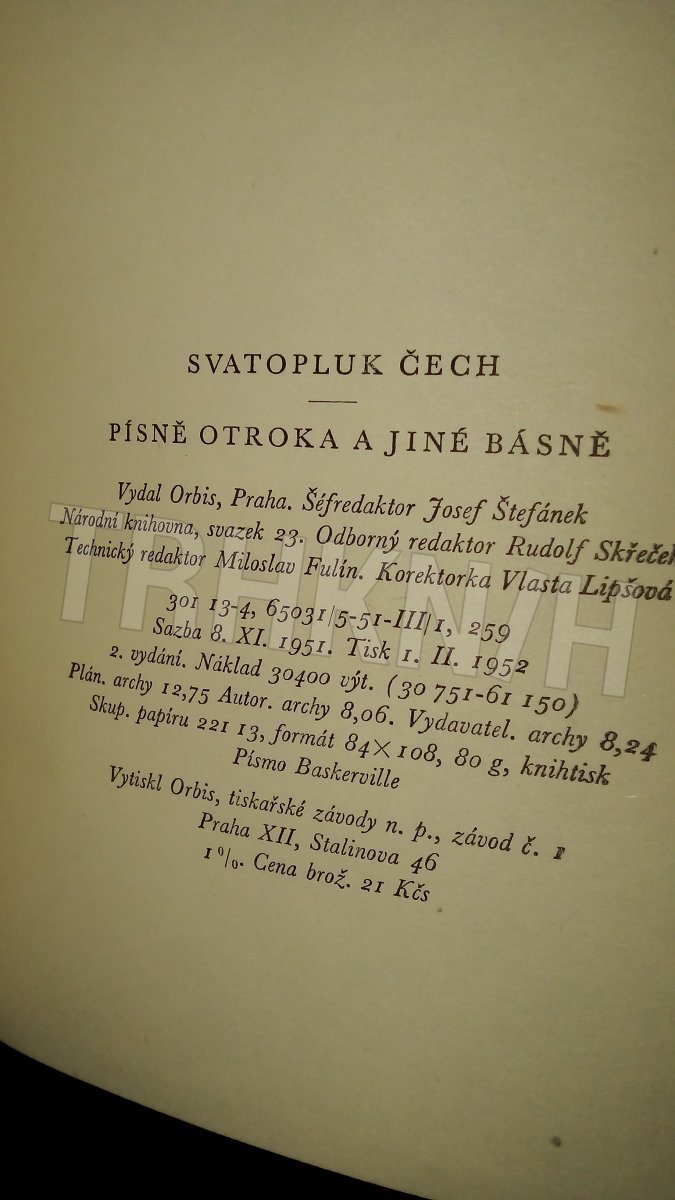 SVATOPLUK ČECH
PÍSNĚ OTROKA A JINÉ BÁSNĚ
Vydal Orbis, Praha. Šéfredaktor Josef Štefánek
Národní knihovna, svazek 23. Odborný redaktor Rudolf Skřeček
Technický redaktor Miloslav Fulín. Korektorka Vlasta Lipšová
301 13-4, 65031/5-51-III/1, 259
Sazba 8. XI. 1951. Tisk 1. II. 1952
2. vydání. Náklad 30400 výt. (30 751-61 150)
Plán. archy 12,75 Autor. archy 8,06. Vydavatel. archy 8,24
Skup. papíru 221 13, formát 84×108, 80 g, knihtisk
Písmo Baskerville
Vytiskl Orbis, tiskařské závody n. p., závod č. 1
Praha XII, Stalinova 46
1%. Cena brož. 21 Kčs
TRHKNIH